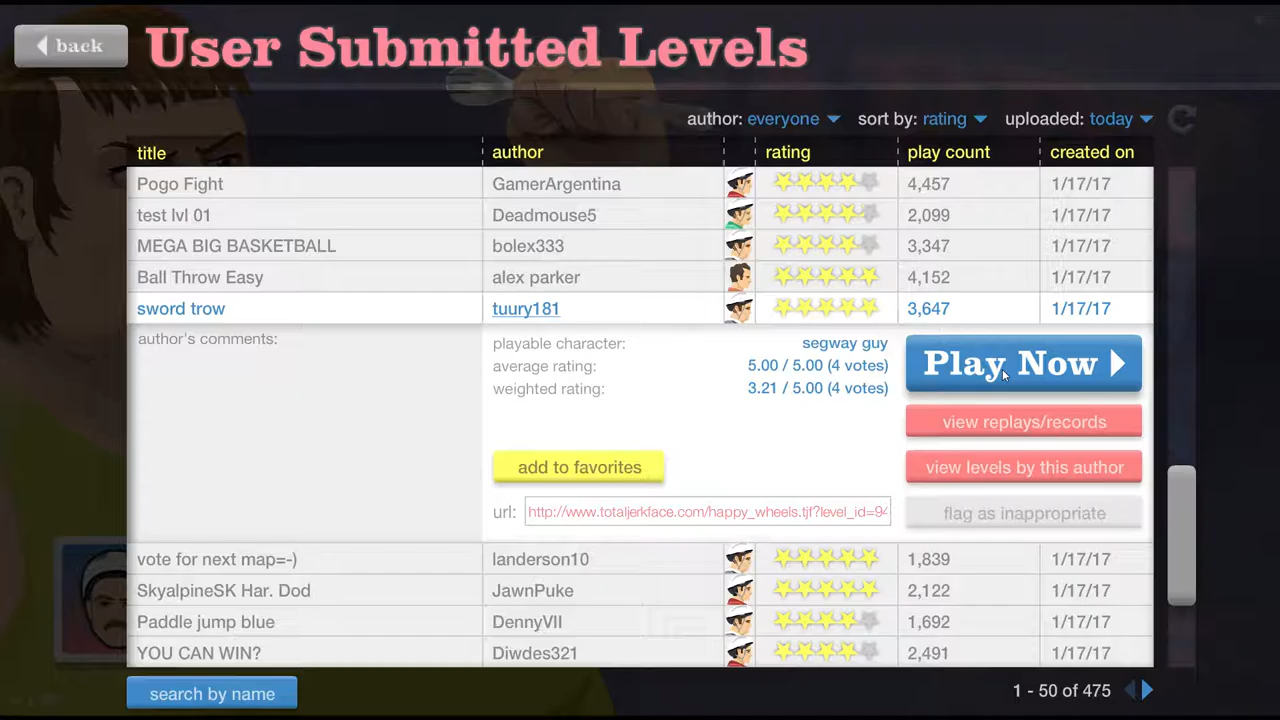 back
User Submitted Levels
author: everyone sort by: rating uploaded: today
title author rating play count created on
Pogo Fight GamerArgentina 4,457 1/17/17
test lvl 01 Deadmouse5 2,099 1/17/17
MEGA BIG BASKETBALL bolex333 3,347 1/17/17
Ball Throw Easy alex parker 4,152 1/17/17
sword trow tuury181 3,647 1/17/17
author's comments:
playable character: segway guy
average rating: 5.00 / 5.00 (4 votes)
weighted rating: 3.21 / 5.00 (4 votes)
add to favorites
url: http://www.totaljerkface.com/happy_wheels.tjf?level_id=94
Play Now
view replays/records
view levels by this author
flag as inappropriate
vote for next map=-) landerson10 1,839 1/17/17
SkyalpineSK Har. Dod JawnPuke 2,122 1/17/17
Paddle jump blue DennyVII 1,692 1/17/17
YOU CAN WIN? Diwdes321 2,491 1/17/17
search by name
1 - 50 of 475